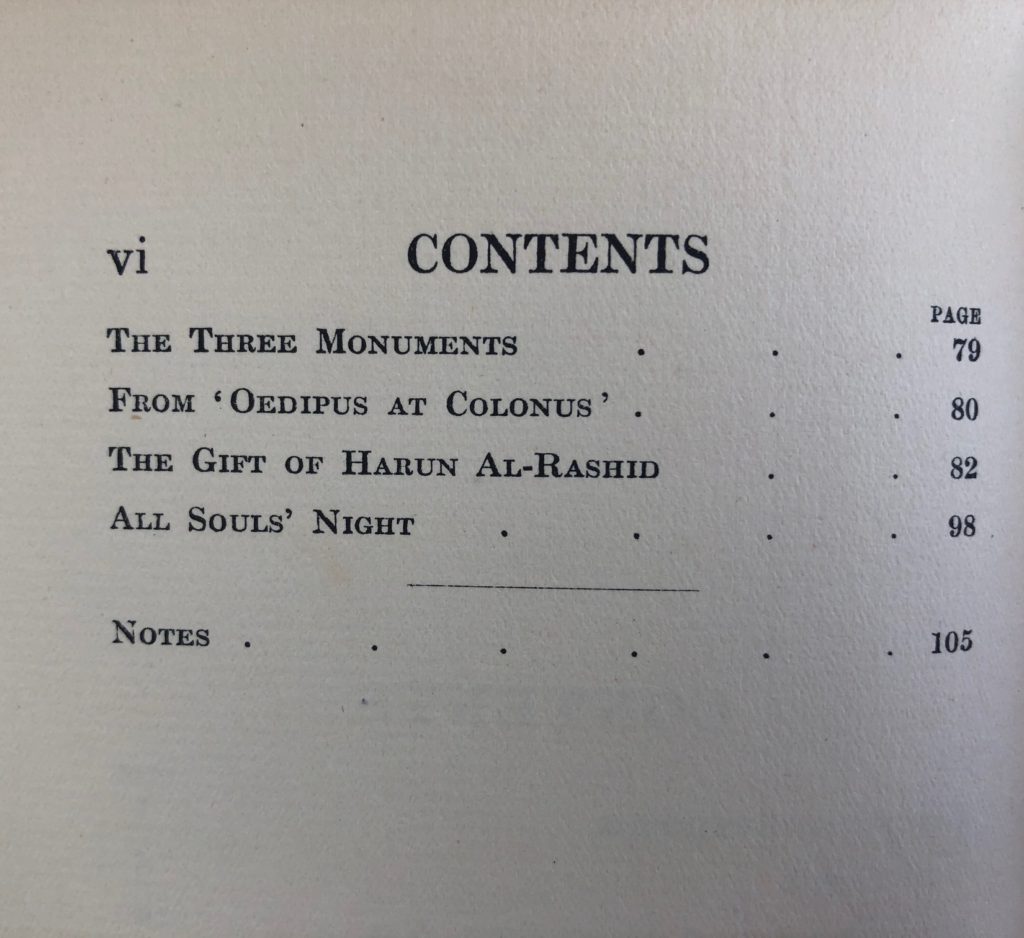 vi CONTENTS
PAGE
THE THREE MONUMENTS . . . 79
FROM ‘OEDIPUS AT COLONUS’ . . . 80
THE GIFT OF HARUN AL-RASHID . . 82
ALL SOULS’ NIGHT . . . . 98
NOTES . . . . . . 105